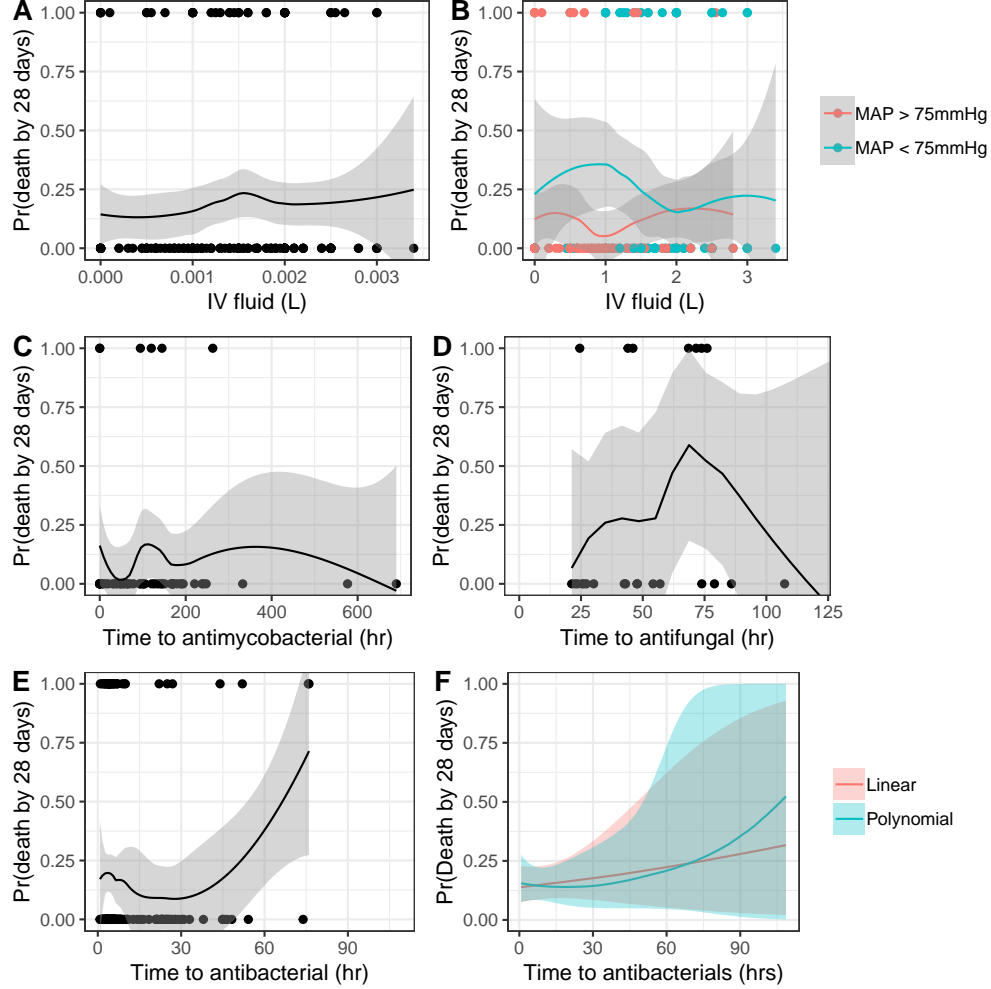 A
Pr(death by 28 days)
1.00
0.75
0.50
0.25
0.00
0.000 0.001 0.002 0.003
IV fluid (L)
B
Pr(death by 28 days)
1.00
0.75
0.50
0.25
0.00
0 1 2 3
IV fluid (L)
MAP > 75mmHg
MAP < 75mmHg
C
Pr(death by 28 days)
1.00
0.75
0.50
0.25
0.00
0 200 400 600
Time to antimycobacterial (hr)
D
Pr(death by 28 days)
1.00
0.75
0.50
0.25
0.00
0 25 50 75 100 125
Time to antifungal (hr)
E
Pr(death by 28 days)
1.00
0.75
0.50
0.25
0.00
0 30 60 90
Time to antibacterial (hr)
F
Pr(Death by 28 days)
1.00
0.75
0.50
0.25
0.00
0 30 60 90
Time to antibacterials (hrs)
Linear
Polynomial